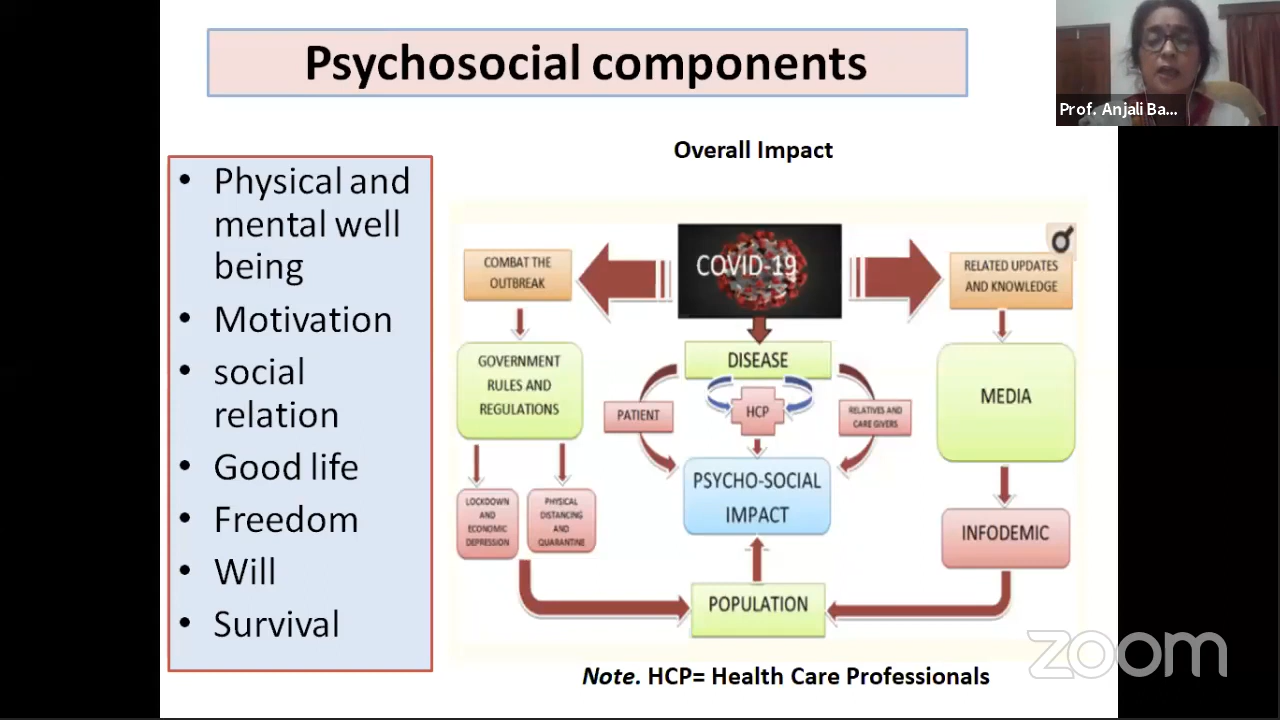 Psychosocial components
Prof. Anjali Ba...
Overall Impact
• Physical and
mental well
being
• Motivation
• social
relation
• Good life
• Freedom
• Will
• Survival
COVID-19
COMBAT THE
OUTBREAK
RELATED UPDATES
AND KNOWLEDGE
GOVERNMENT
RULES AND
REGULATIONS
DISEASE
PATIENT
HCP
RELATIVES AND
CARE GIVERS
MEDIA
LOCKDOWN
AND
ECONOMIC
DEPRESSION
PHYSICAL
DISTANCING
AND
QUARANTINE
PSYCHO-SOCIAL
IMPACT
INFODEMIC
POPULATION
Note. HCP= Health Care Professionals
zoom